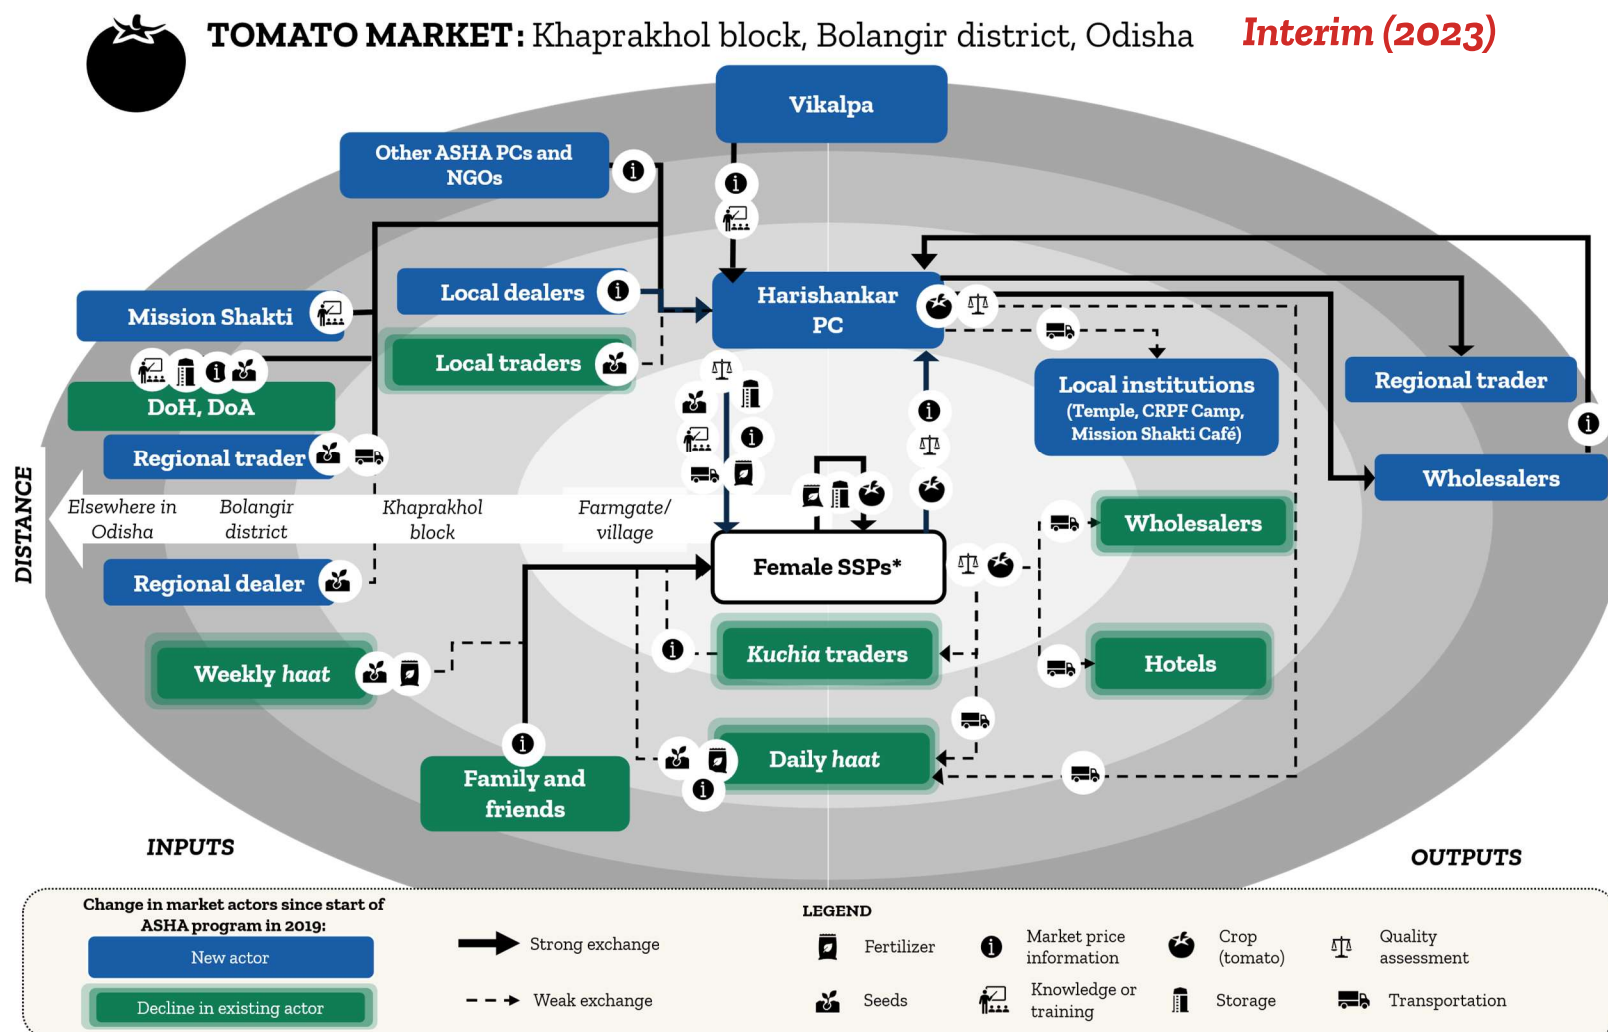 TOMATO MARKET: Khaprakhol block, Bolangir district, Odisha
Interim (2023)
Vikalpa
Other ASHA PCs and
NGOs
Local dealers
Harishankar
PC
Mission Shakti
Local traders
DoH, DoA
Local institutions
(Temple, CRPF Camp,
Mission Shakti Café)
Regional trader
Regional trader
Wholesalers
DISTANCE
Elsewhere in
Odisha
Bolangir
district
Khaprakhol
block
Farmgate/
village
Wholesalers
Female SSPs*
Regional dealer
Kuchia traders
Hotels
Weekly haat
Daily haat
Family and
friends
INPUTS
OUTPUTS
Change in market actors since start of
ASHA program in 2019:
New actor
Decline in existing actor
Strong exchange
Weak exchange
LEGEND
Fertilizer
Seeds
Market price
information
Knowledge or
training
Crop
(tomato)
Storage
Quality
assessment
Transportation